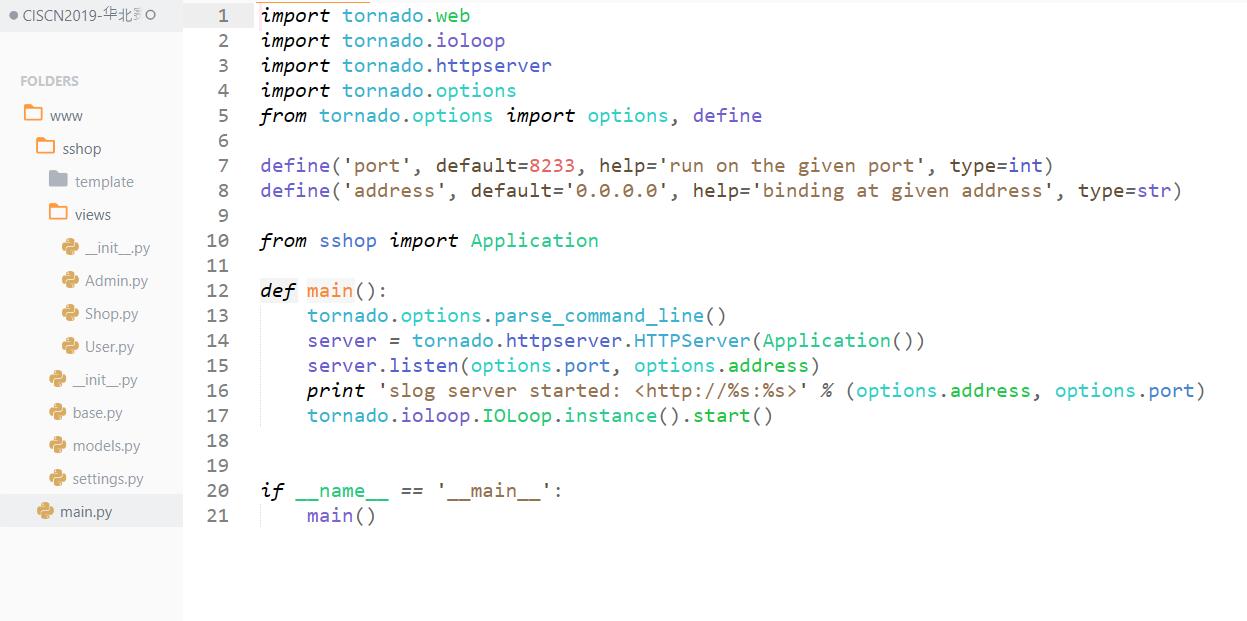 CISCN2019-华北
FOLDERS
www
sshop
template
views
__init__.py
Admin.py
Shop.py
User.py
__init__.py
base.py
models.py
settings.py
main.py
1 import tornado.web
2 import tornado.ioloop
3 import tornado.httpserver
4 import tornado.options
5 from tornado.options import options, define
6
7 define('port', default=8233, help='run on the given port', type=int)
8 define('address', default='0.0.0.0', help='binding at given address', type=str)
9
10 from sshop import Application
11
12 def main():
13     tornado.options.parse_command_line()
14     server = tornado.httpserver.HTTPServer(Application())
15     server.listen(options.port, options.address)
16     print 'slog server started: <http://%s:%s>' % (options.address, options.port)
17     tornado.ioloop.IOLoop.instance().start()
18
19
20 if __name__ == '__main__':
21     main()